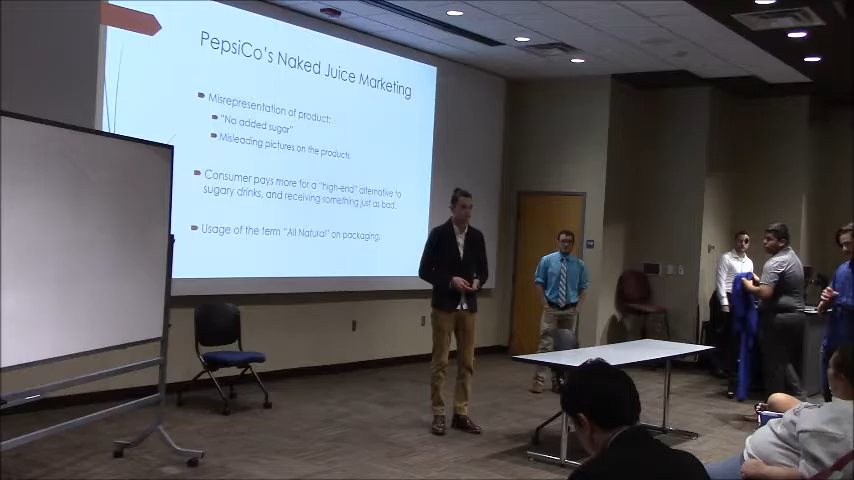 PepsiCo's Naked Juice Marketing
Misrepresentation of product:
"No added sugar"
Misleading pictures on the products
Consumer pays more for a "high-end" alternative to
sugary drinks, and receiving something just as bad.
Usage of the term "All Natural" on packaging.